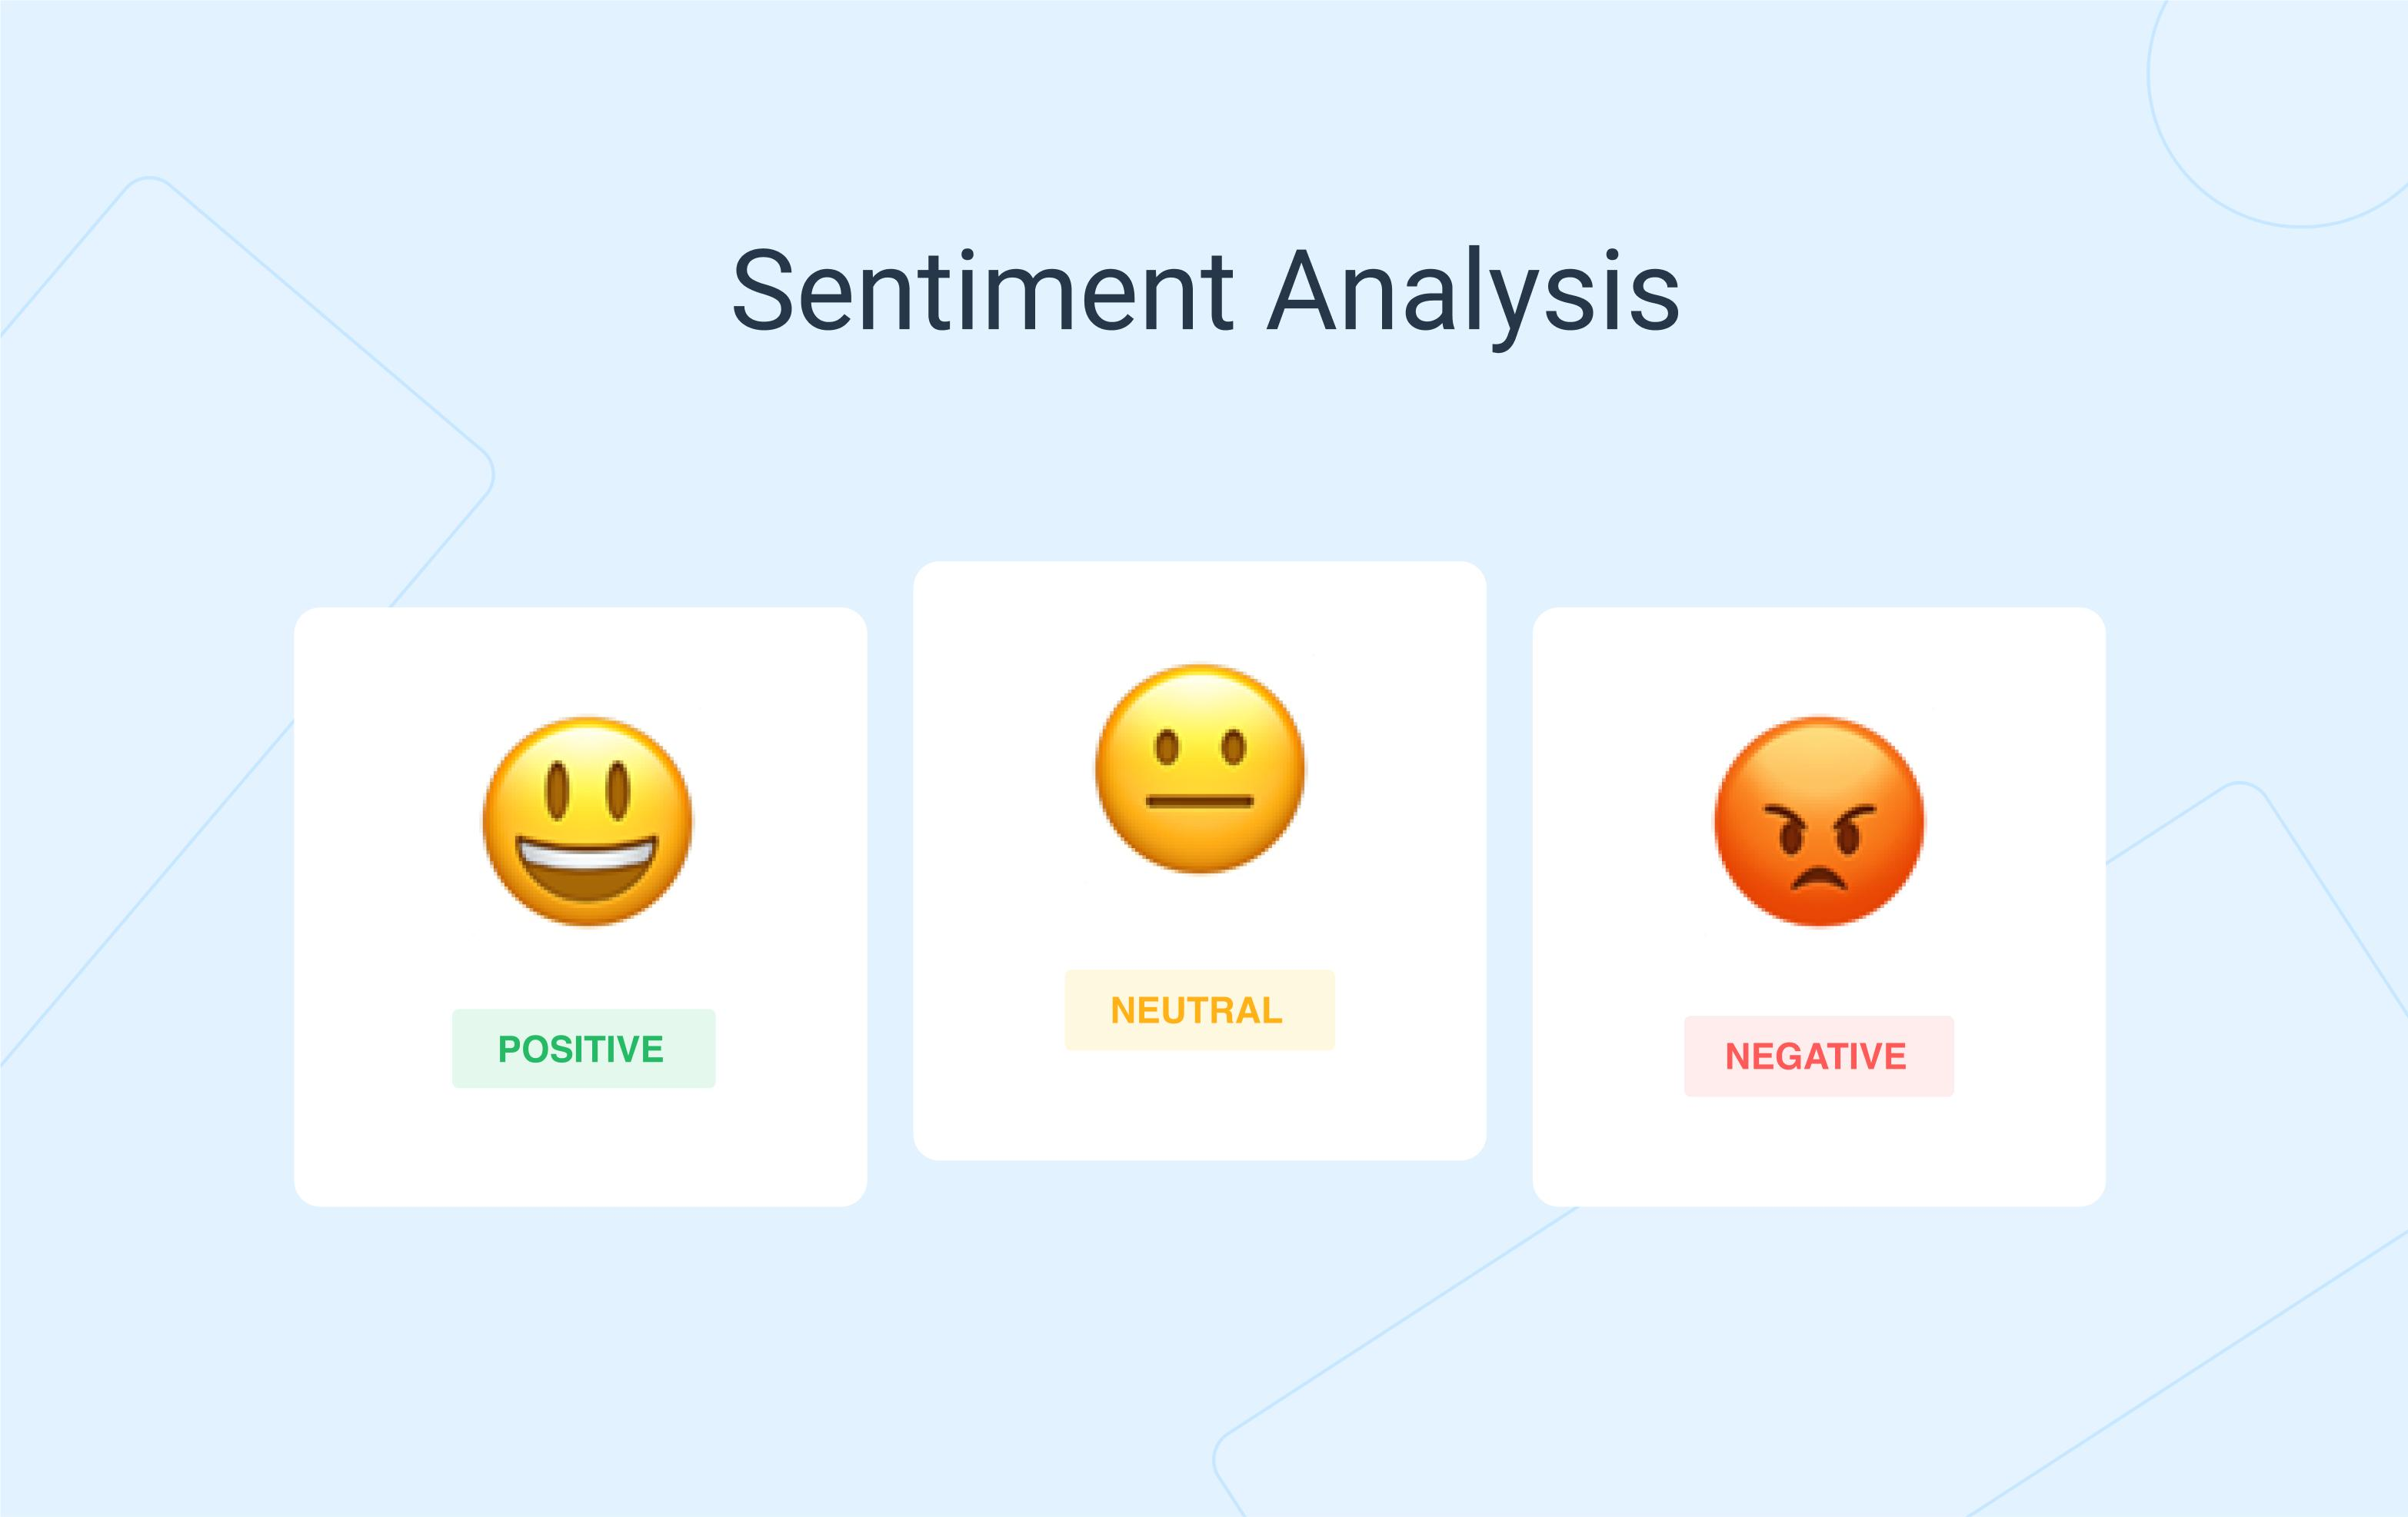 Sentiment Analysis
POSITIVE
NEUTRAL
NEGATIVE